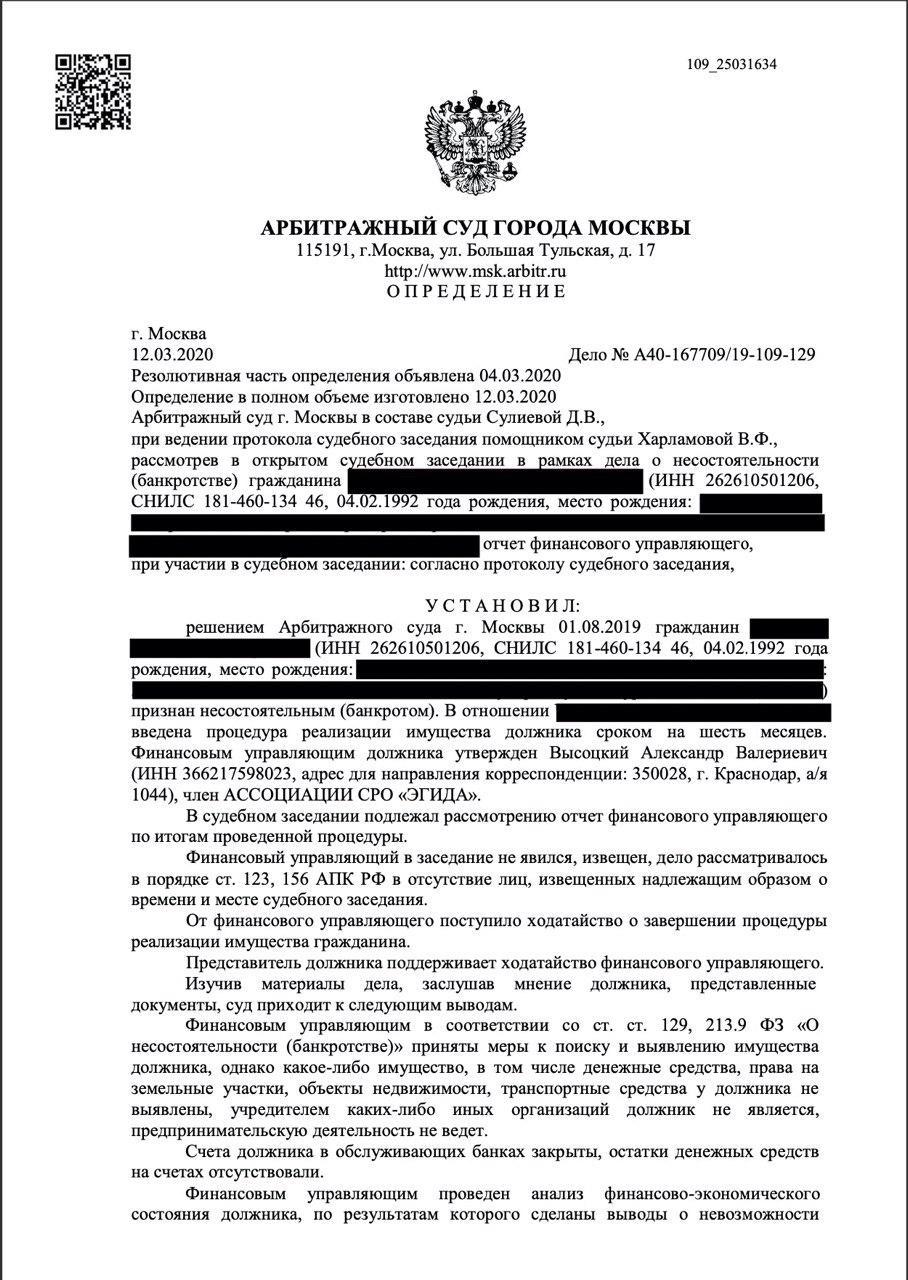 109_25031634
АРБИТРАЖНЫЙ СУД ГОРОДА МОСКВЫ
115191, г.Москва, ул. Большая Тульская, д. 17
http://www.msk.arbitr.ru
О П Р Е Д Е Л Е Н И Е
г. Москва
12.03.2020 Дело № А40-167709/19-109-129
Резолютивная часть определения объявлена 04.03.2020
Определение в полном объеме изготовлено 12.03.2020
Арбитражный суд г. Москвы в составе судьи Сулиевой Д.В.,
при ведении протокола судебного заседания помощником судьи Харламовой В.Ф.,
рассмотрев в открытом судебном заседании в рамках дела о несостоятельности
(банкротстве) гражданина (ИНН 262610501206,
СНИЛС 181-460-134 46, 04.02.1992 года рождения, место рождения:
отчет финансового управляющего,
при участии в судебном заседании: согласно протоколу судебного заседания,
У С Т А Н О В И Л:
решением Арбитражного суда г. Москвы 01.08.2019 гражданин
(ИНН 262610501206, СНИЛС 181-460-134 46, 04.02.1992 года
рождения, место рождения: :
)
признан несостоятельным (банкротом). В отношении
введена процедура реализации имущества должника сроком на шесть месяцев.
Финансовым управляющим должника утвержден Высоцкий Александр Валериевич
(ИНН 366217598023, адрес для направления корреспонденции: 350028, г. Краснодар, а/я
1044), член АССОЦИАЦИИ СРО «ЭГИДА».
В судебном заседании подлежал рассмотрению отчет финансового управляющего
по итогам проведенной процедуры.
Финансовый управляющий в заседание не явился, извещен, дело рассматривалось
в порядке ст. 123, 156 АПК РФ в отсутствие лиц, извещенных надлежащим образом о
времени и месте судебного заседания.
От финансового управляющего поступило ходатайство о завершении процедуры
реализации имущества гражданина.
Представитель должника поддерживает ходатайство финансового управляющего.
Изучив материалы дела, заслушав мнение должника, представленные
документы, суд приходит к следующим выводам.
Финансовым управляющим в соответствии со ст. ст. 129, 213.9 ФЗ «О
несостоятельности (банкротстве)» приняты меры к поиску и выявлению имущества
должника, однако какое-либо имущество, в том числе денежные средства, права на
земельные участки, объекты недвижимости, транспортные средства у должника не
выявлены, учредителем каких-либо иных организаций должник не является,
предпринимательскую деятельность не ведет.
Счета должника в обслуживающих банках закрыты, остатки денежных средств
на счетах отсутствовали.
Финансовым управляющим проведен анализ финансово-экономического
состояния должника, по результатам которого сделаны выводы о невозможности